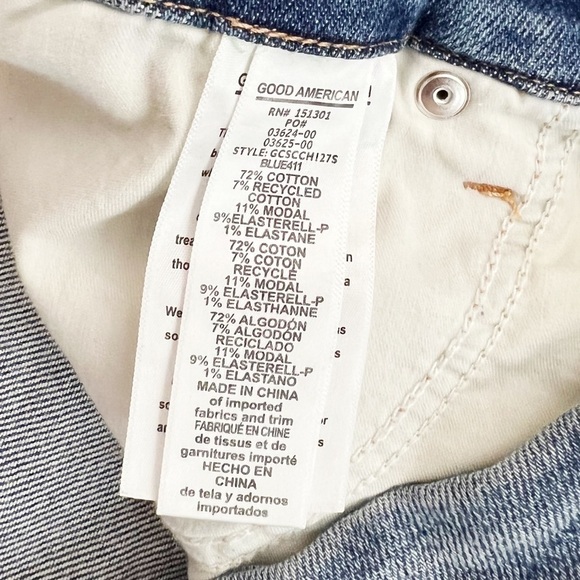 GOOD AMERICAN
RN# 151301
PO#
03624-00
03625-00
STYLE: GCSCCH127S
BLUE411
72% COTTON
7% RECYCLED
COTTON
11% MODAL
9%ELASTERELL-P
1% ELASTANE
72% COTON
7% COTON
RECYCLÉ
11% MODAL
9% ELASTERELL-P
1% ELASTHANNE
72% ALGODÓN
7% ALGODÓN
RECICLADO
11% MODAL
9% ELASTERELL-P
1% ELASTANO
MADE IN CHINA
of imported
fabrics and trim
FABRIQUÉ EN CHINE
de tissus et de
garnitures importé
HECHO EN
CHINA
de tela y adornos
importados